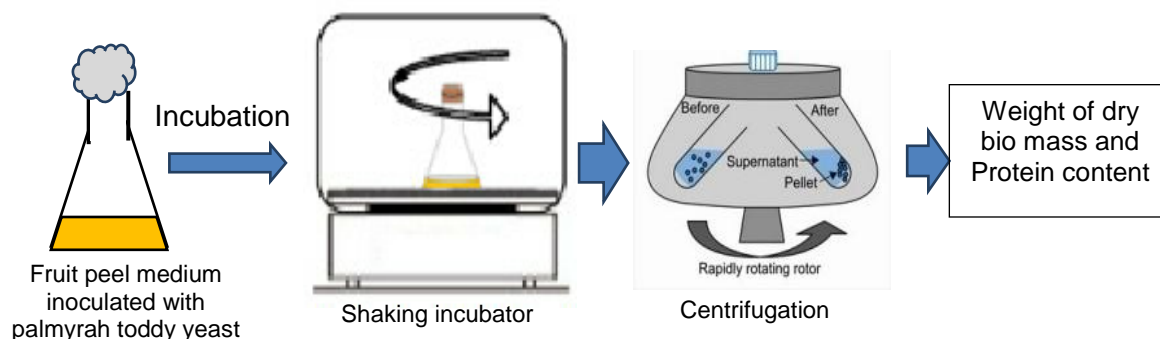 Fruit peel medium
inoculated with
palmyrah toddy yeast
Incubation
Shaking incubator
Before
After
Supernatant
Pellet
Rapidly rotating rotor
Centrifugation
Weight of dry
bio mass and
Protein content